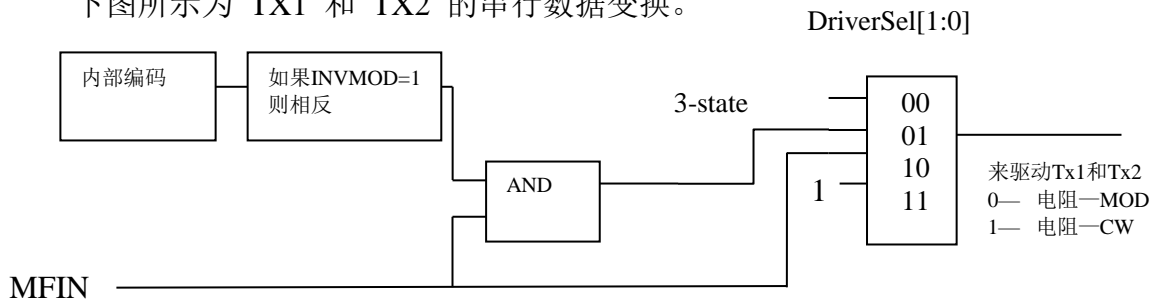 下图所示为 TX1 和 TX2 的串行数据变换。
DriverSel[1:0]
内部编码
如果INVMOD=1
则相反
3-state
00
01
10
11
AND
1
来驱动Tx1和Tx2
0— 电阻—MOD
1— 电阻—CW
MFIN